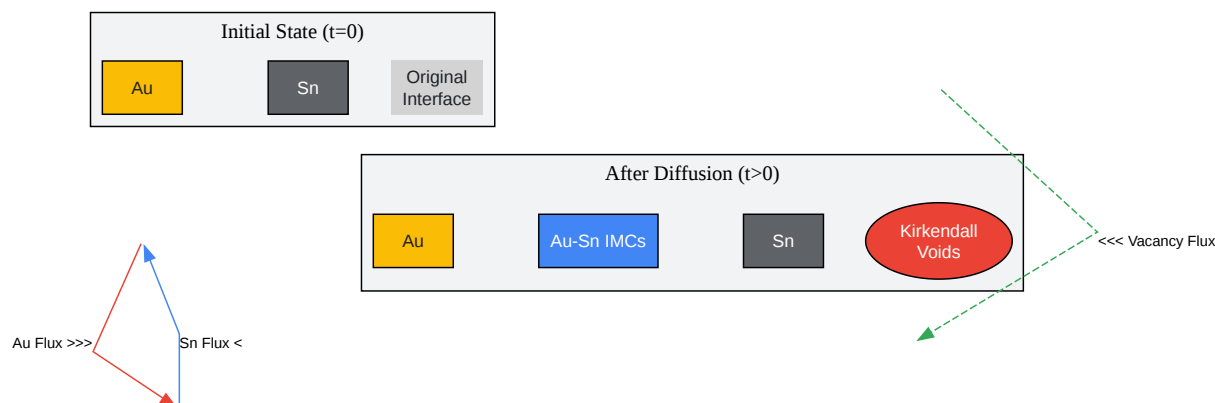 Initial State (t=0)
Au
Sn
Original
Interface
After Diffusion (t>0)
Au
Au-Sn IMCs
Sn
Kirkendall
Voids
<<< Vacancy Flux
Au Flux >>>
Sn Flux <